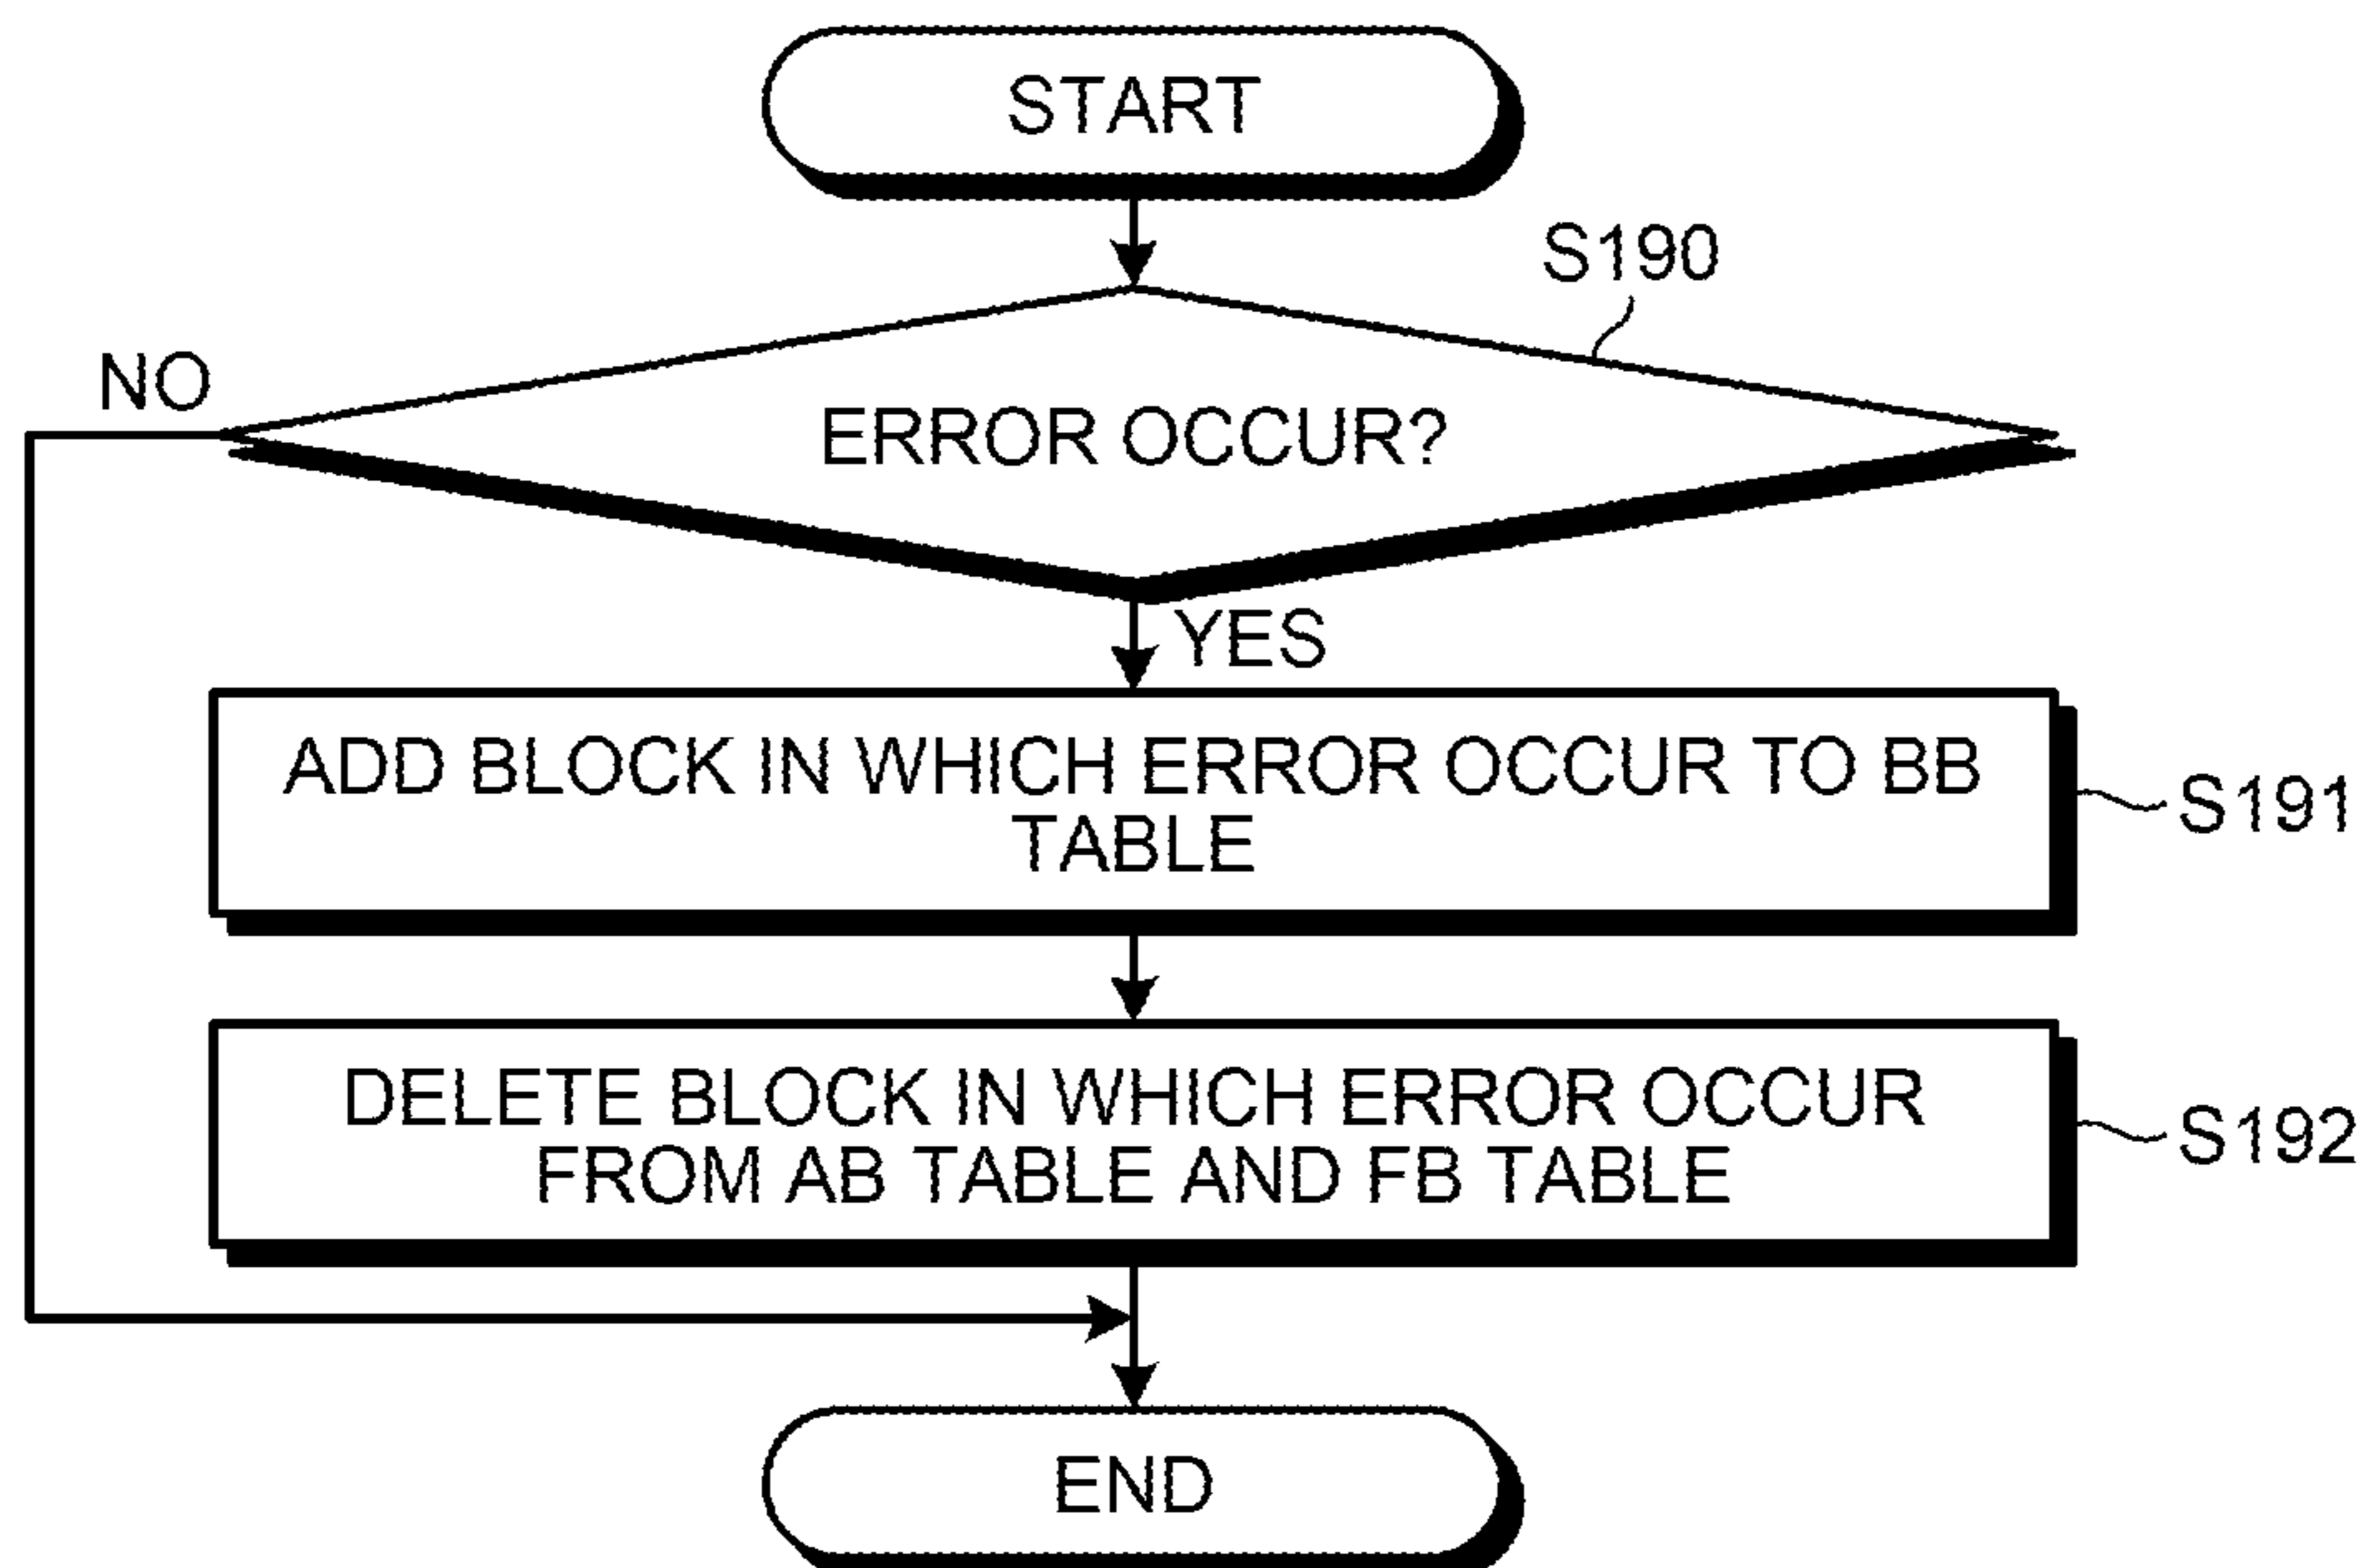 START
S190
NO
ERROR OCCUR?
YES
ADD BLOCK IN WHICH ERROR OCCUR TO BB
TABLE
S191
DELETE BLOCK IN WHICH ERROR OCCUR
FROM AB TABLE AND FB TABLE
S192
END